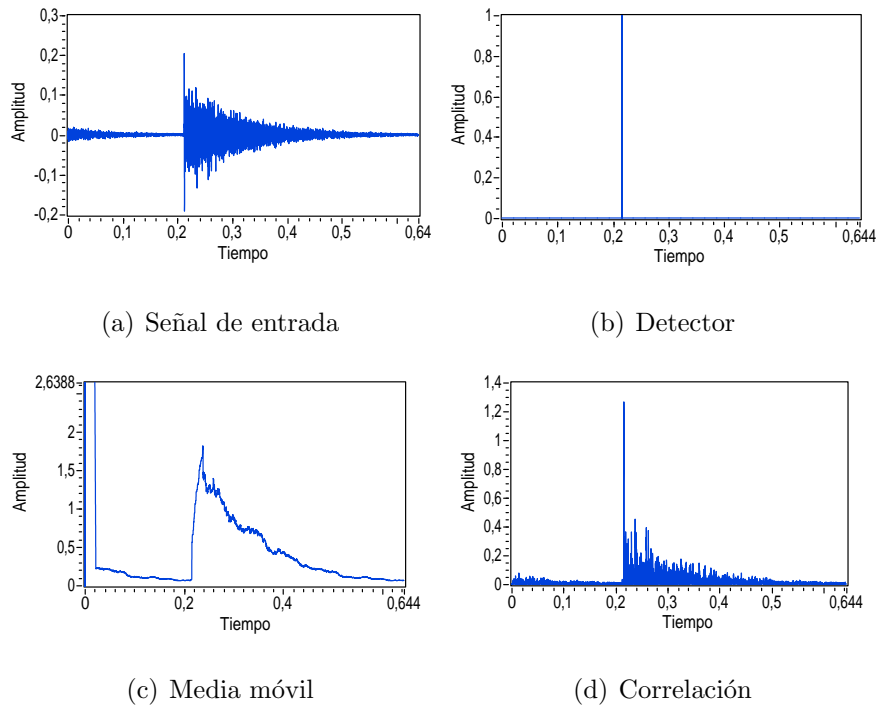 0,3
0,2
0,1
0
-0,1
-0,2
Amplitud
0 0,1 0,2 0,3 0,4 0,5 0,64
Tiempo
(a) Señal de entrada
1
0,8
0,6
0,4
0,2
0
Amplitud
0 0,1 0,2 0,3 0,4 0,5 0,644
Tiempo
(b) Detector
2,6388
2
1,5
1
0,5
0
Amplitud
0 0,2 0,4 0,644
Tiempo
(c) Media móvil
1,4
1,2
1
0,8
0,6
0,4
0,2
0
Amplitud
0 0,1 0,2 0,3 0,4 0,5 0,644
Tiempo
(d) Correlación